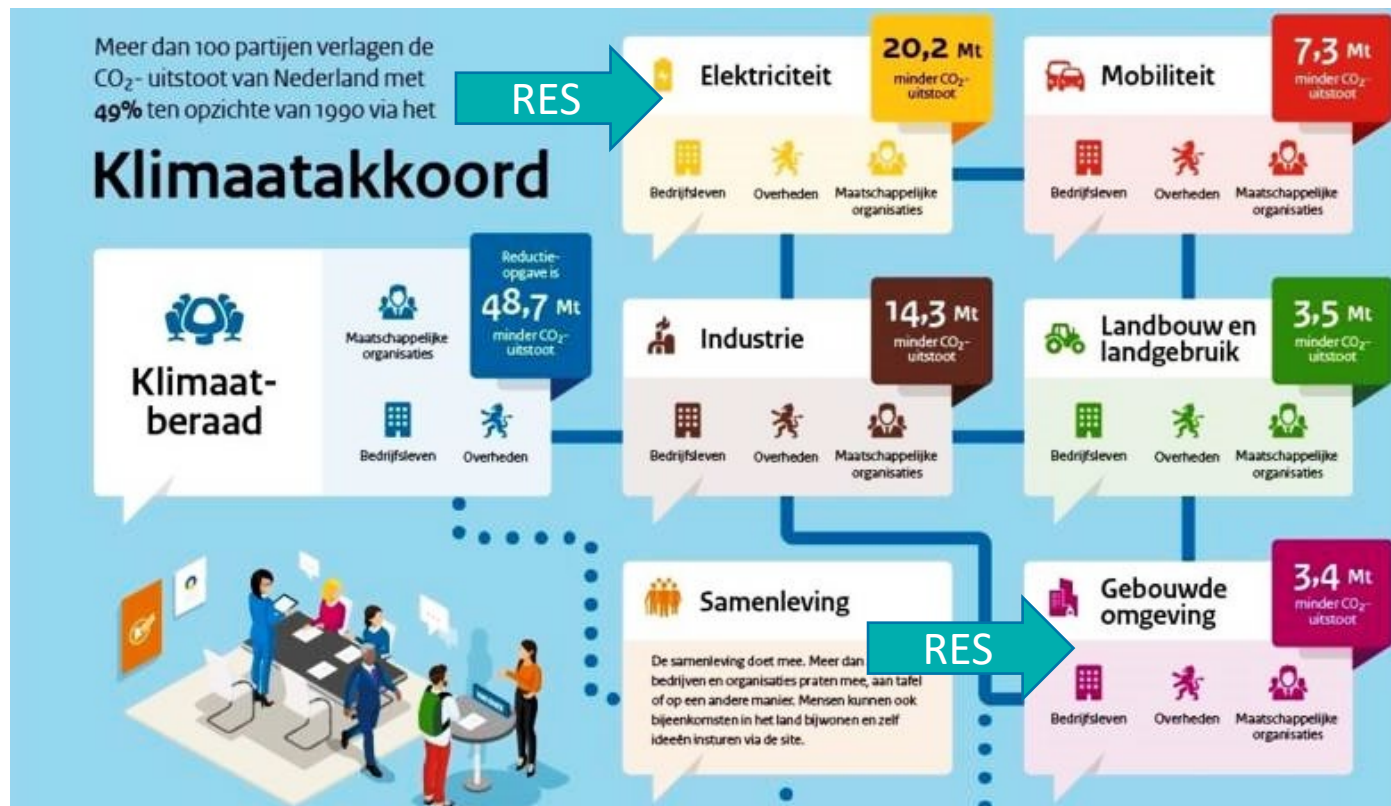 Meer dan 100 partijen verlagen de
CO₂- uitstoot van Nederland met
49% ten opzichte van 1990 via het
Klimaatakkoord
RES
Elektriciteit
20,2 Mt
minder CO₂-
uitstoot
Bedrijfsleven
Overheden
Maatschappelijke
organisaties
Mobiliteit
7,3 Mt
minder CO₂-
uitstoot
Bedrijfsleven
Overheden
Maatschappelijke
organisaties
Klimaat-
beraad
Reductie-
opgave is
48,7 Mt
minder CO₂-
uitstoot
Maatschappelijke
organisaties
Bedrijfsleven
Overheden
Industrie
14,3 Mt
minder CO₂-
uitstoot
Bedrijfsleven
Overheden
Maatschappelijke
organisaties
Landbouw en
landgebruik
3,5 Mt
minder CO₂-
uitstoot
Bedrijfsleven
Overheden
Maatschappelijke
organisaties
Samenleving
De samenleving doet mee. Meer dan
bedrijven en organisaties praten mee, aan tafel
of op een andere manier. Mensen kunnen ook
bijeenkomsten in het land bijwonen en zelf
ideeën insturen via de site.
RES
Gebouwde
omgeving
3,4 Mt
minder CO₂-
uitstoot
Bedrijfsleven
Overheden
Maatschappelijke
organisaties